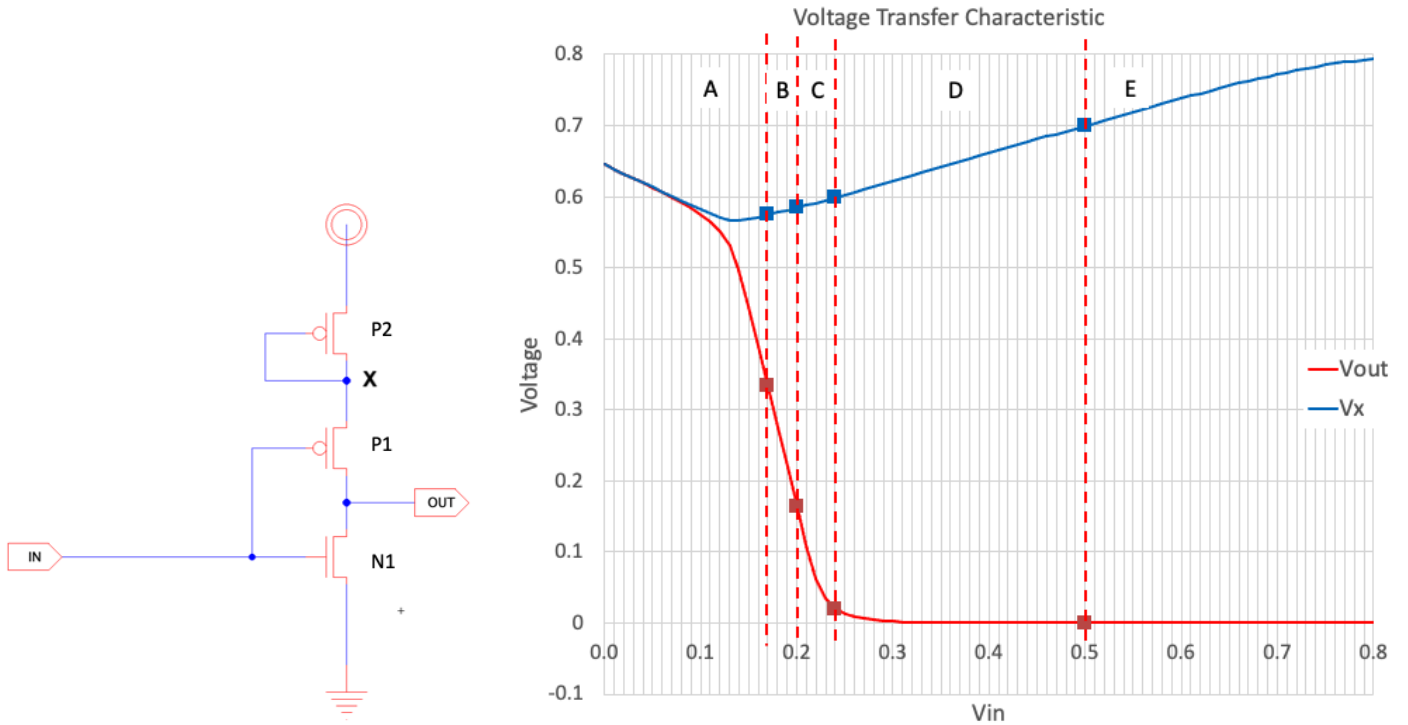 Voltage Transfer Characteristic
0.8
A
B
C
D
E
0.7
0.6
0.5
0.4
0.3
0.2
0.1
0
-0.1
Voltage
0.0
0.1
0.2
0.3
0.4
0.5
0.6
0.7
0.8
Vin
Vout
Vx
P2
X
P1
OUT
IN
N1
+